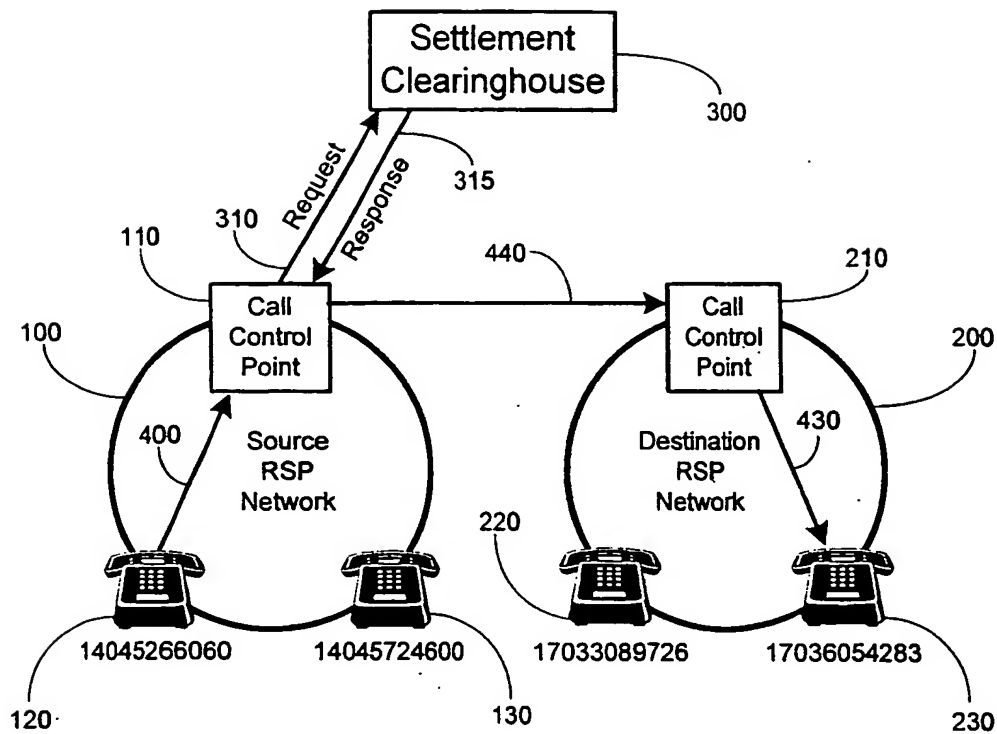 Settlement
Clearinghouse
300
Request
Response
315
310
110
440
210
Call
Control
Point
Call
Control
Point
100
200
400
Source
RSP
Network
Destination
RSP
Network
430
220
14045266060
14045724600
17033089726
17036054283
120
130
230